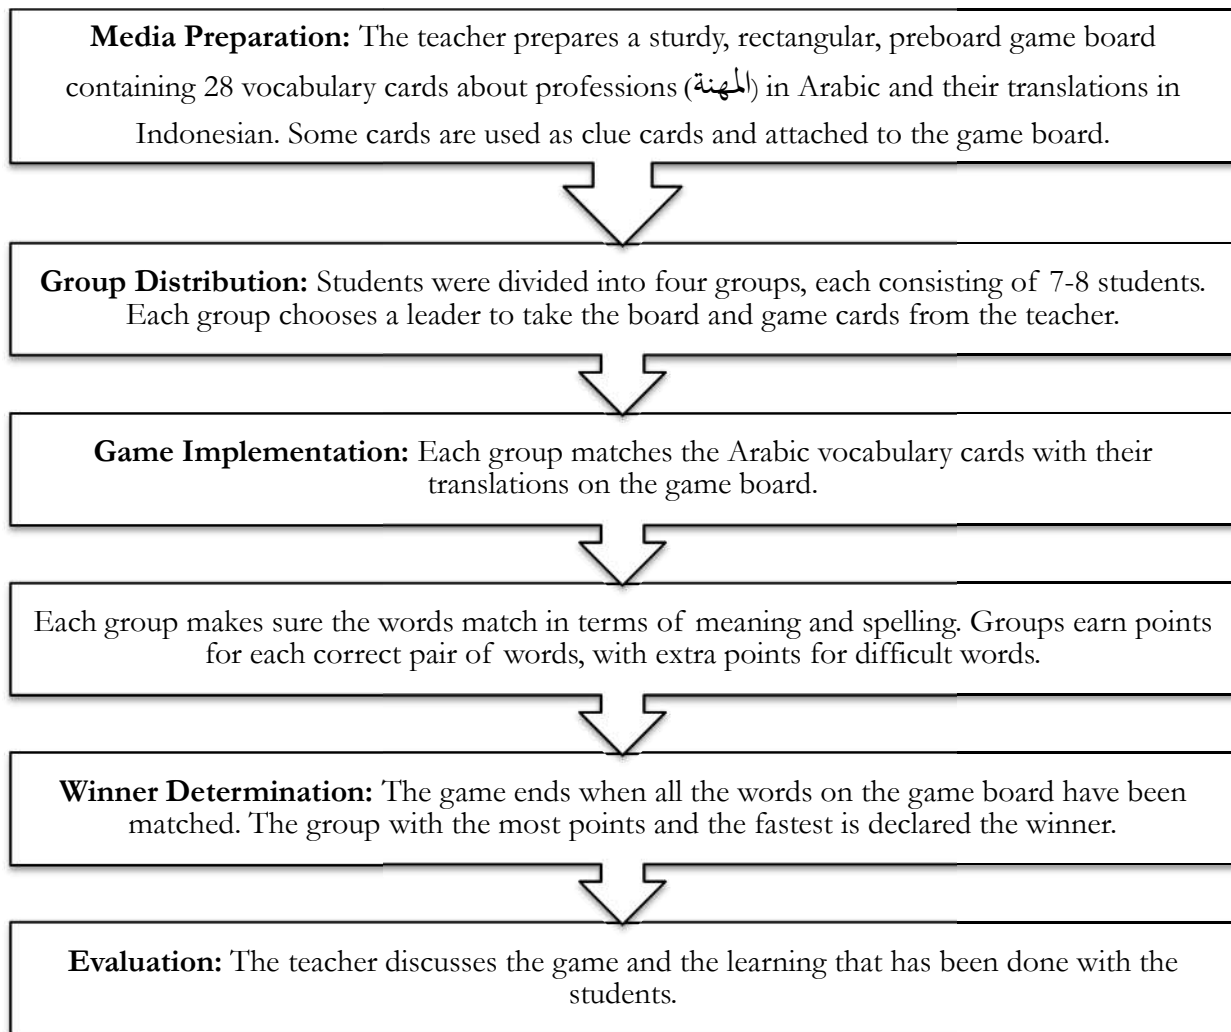 Media Preparation: The teacher prepares a sturdy, rectangular, preboard game board
containing 28 vocabulary cards about professions (المهنة) in Arabic and their translations in
Indonesian. Some cards are used as clue cards and attached to the game board.
Group Distribution: Students were divided into four groups, each consisting of 7-8 students.
Each group chooses a leader to take the board and game cards from the teacher.
Game Implementation: Each group matches the Arabic vocabulary cards with their
translations on the game board.
Each group makes sure the words match in terms of meaning and spelling. Groups earn points
for each correct pair of words, with extra points for difficult words.
Winner Determination: The game ends when all the words on the game board have been
matched. The group with the most points and the fastest is declared the winner.
Evaluation: The teacher discusses the game and the learning that has been done with the
students.